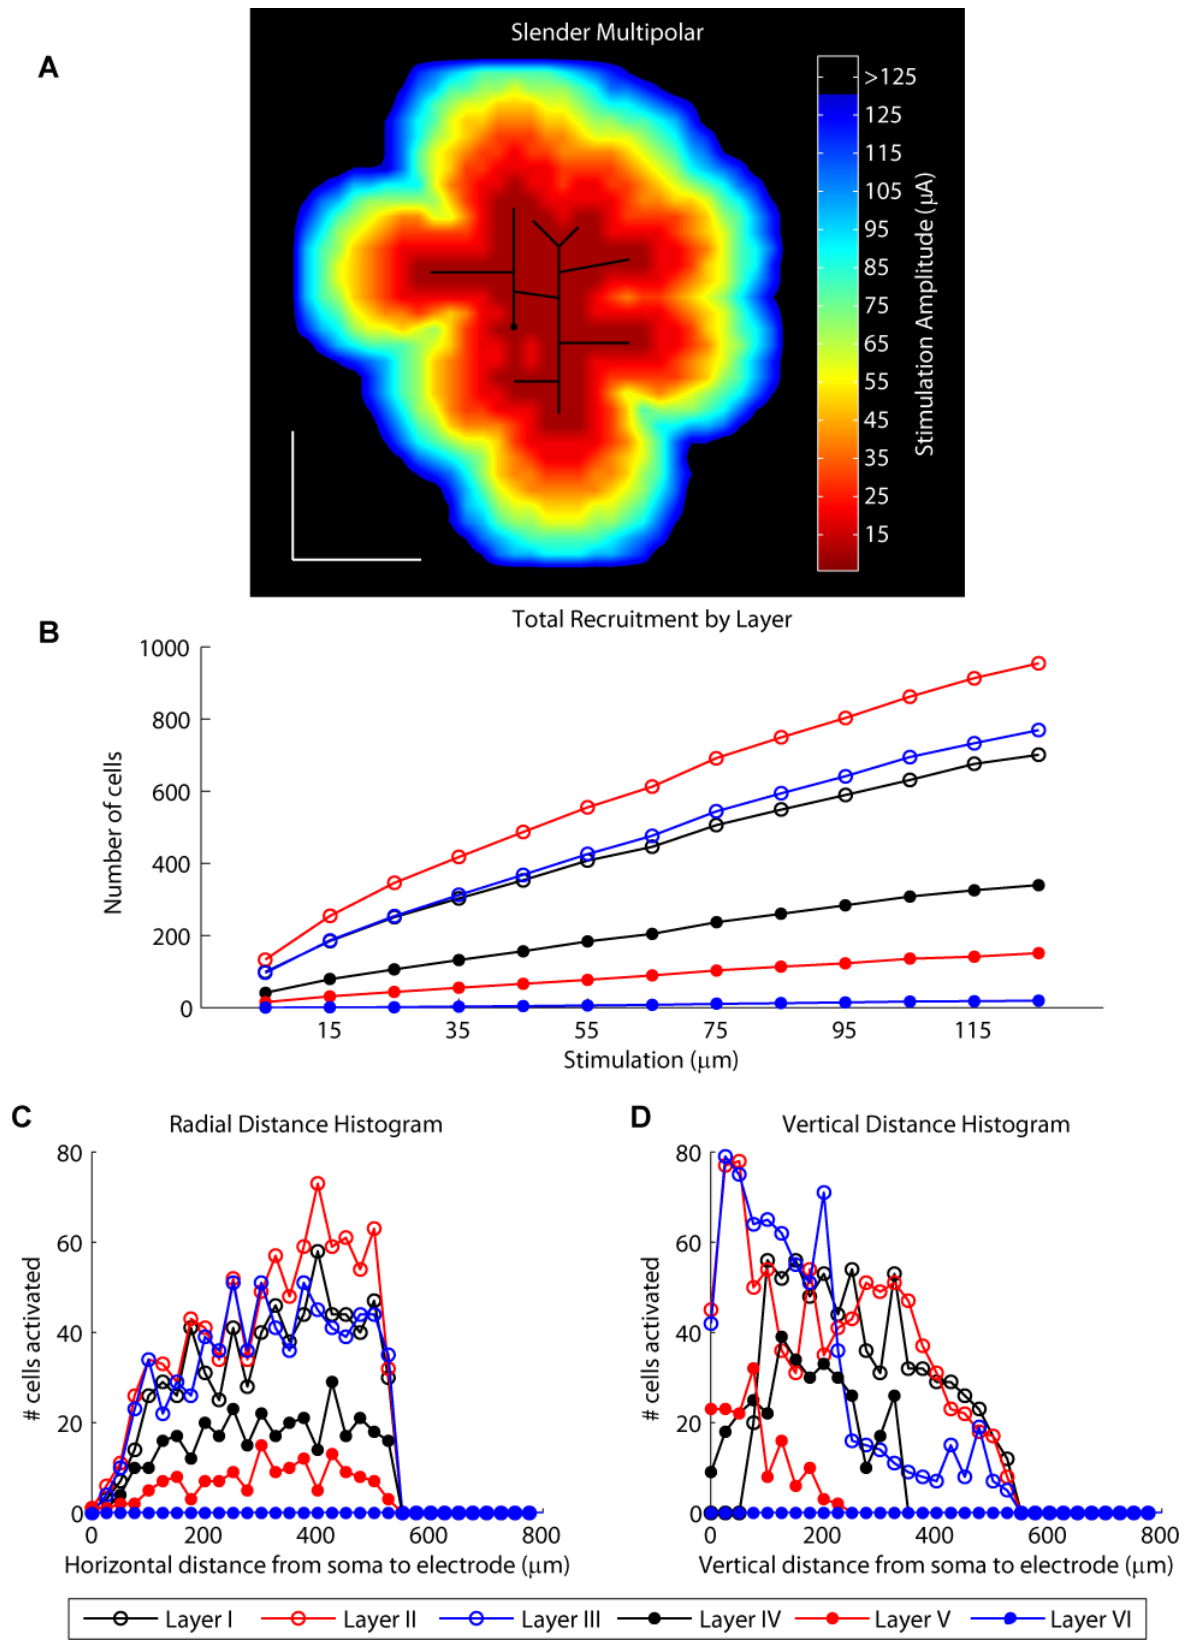 A
Slender Multipolar
>125
125
115
105
95
85
75
65
55
45
35
25
15
Stimulation Amplitude (μA)
B
Total Recruitment by Layer
1000
800
600
400
200
0
Number of cells
15 35 55 75 95 115
Stimulation (μm)
C
Radial Distance Histogram
80
60
40
20
0
# cells activated
0 200 400 600 800
Horizontal distance from soma to electrode (μm)
D
Vertical Distance Histogram
80
60
40
20
0
# cells activated
0 200 400 600 800
Vertical distance from soma to electrode (μm)
Layer I Layer II Layer III Layer IV Layer V Layer VI